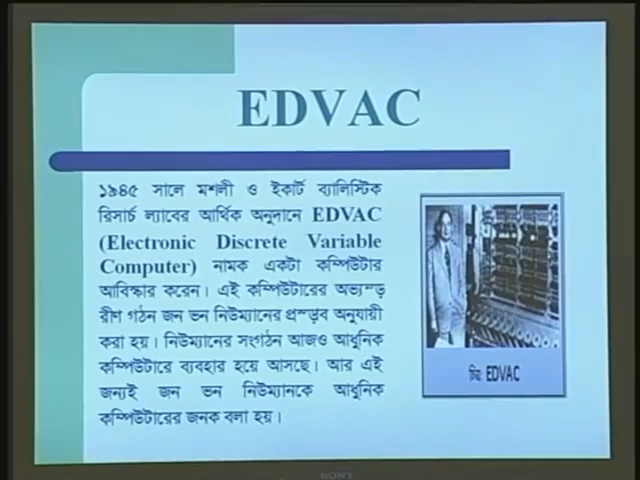 EDVAC
১৯৪৫ সালে মশলী ও ইকার্ট ব্যালিস্টিক
রিসার্চ ল্যাবের আর্থিক অনুদানে EDVAC
(Electronic Discrete Variable
Computer) নামক একটা কম্পিউটার
আবিস্কার করেন। এই কম্পিউটারের অভ্যস্ড়
রীণ গঠন জন ভন নিউম্যানের প্রস্ড়ব অনুযায়ী
করা হয়। নিউম্যানের সংগঠন আজও আধুনিক
কম্পিউটারে ব্যবহার হয়ে আসছে। আর এই
জন্যই জন ভন নিউম্যানকে আধুনিক
কম্পিউটারের জনক বলা হয়।
চিত্র: EDVAC
SONY